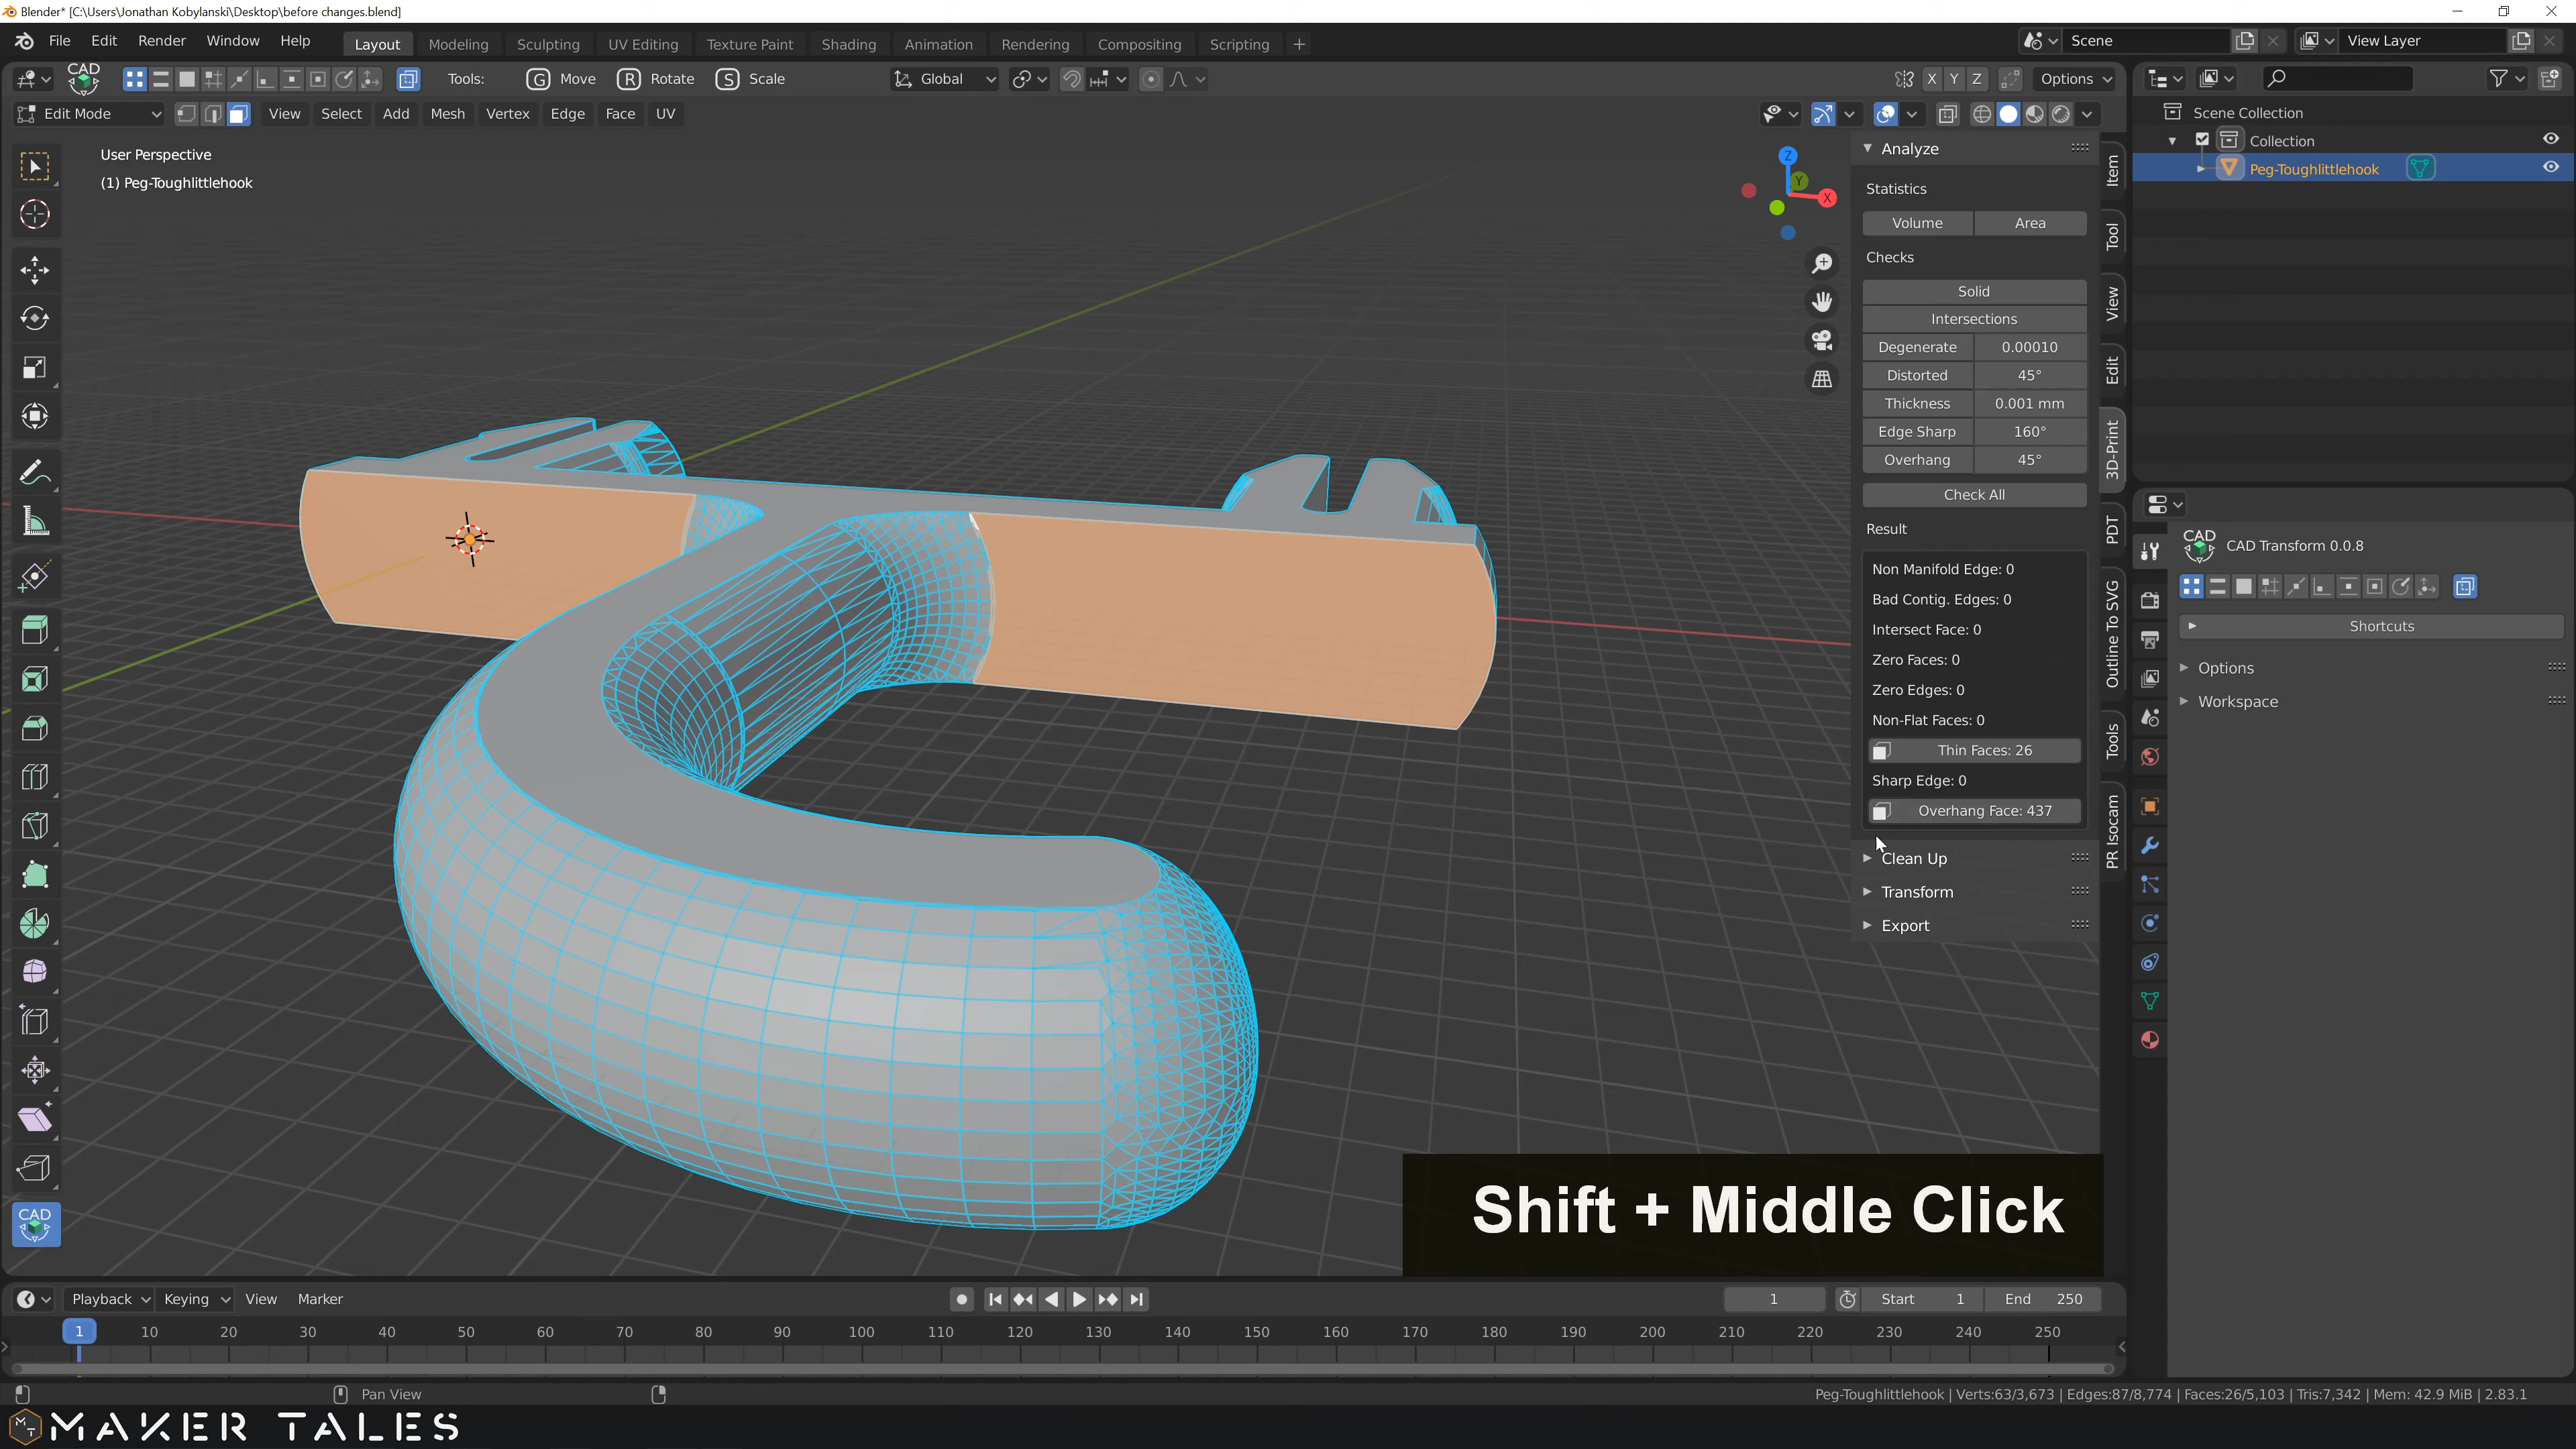 Blender* [C:\Users\Jonathan Kobylanski\Desktop\before changes.blend]
File Edit Render Window Help Layout Modeling Sculpting UV Editing Texture Paint Shading Animation Rendering Compositing Scripting + Scene View Layer
CAD Tools: G Move R Rotate S Scale Global X Y Z Options
Edit Mode View Select Add Mesh Vertex Edge Face UV
User Perspective
(1) Peg-Toughlittlehook
Z
Y
X
Analyze
Statistics
Volume Area
Checks
Solid
Intersections
Degenerate 0.00010
Distorted 45°
Thickness 0.001 mm
Edge Sharp 160°
Overhang 45°
Check All
Result
Non Manifold Edge: 0
Bad Contig. Edges: 0
Intersect Face: 0
Zero Faces: 0
Zero Edges: 0
Non-Flat Faces: 0
Thin Faces: 26
Sharp Edge: 0
Overhang Face: 437
Clean Up
Transform
Export
Item
Tool
View
Edit
3D-Print
PDT
Outline To SVG
Tools
PR Isocam
Scene Collection
Collection
Peg-Toughlittlehook
CAD CAD Transform 0.0.8
Shortcuts
Options
Workspace
CAD
Shift + Middle Click
Playback Keying View Marker 1 Start 1 End 250
1 10 20 30 40 50 60 70 80 90 100 110 120 130 140 150 160 170 180 190 200 210 220 230 240 250
Pan View Peg-Toughlittlehook | Verts:63/3,673 | Edges:87/8,774 | Faces:26/5,103 | Tris:7,342 | Mem: 42.9 MiB | 2.83.1
MT MAKER TALES